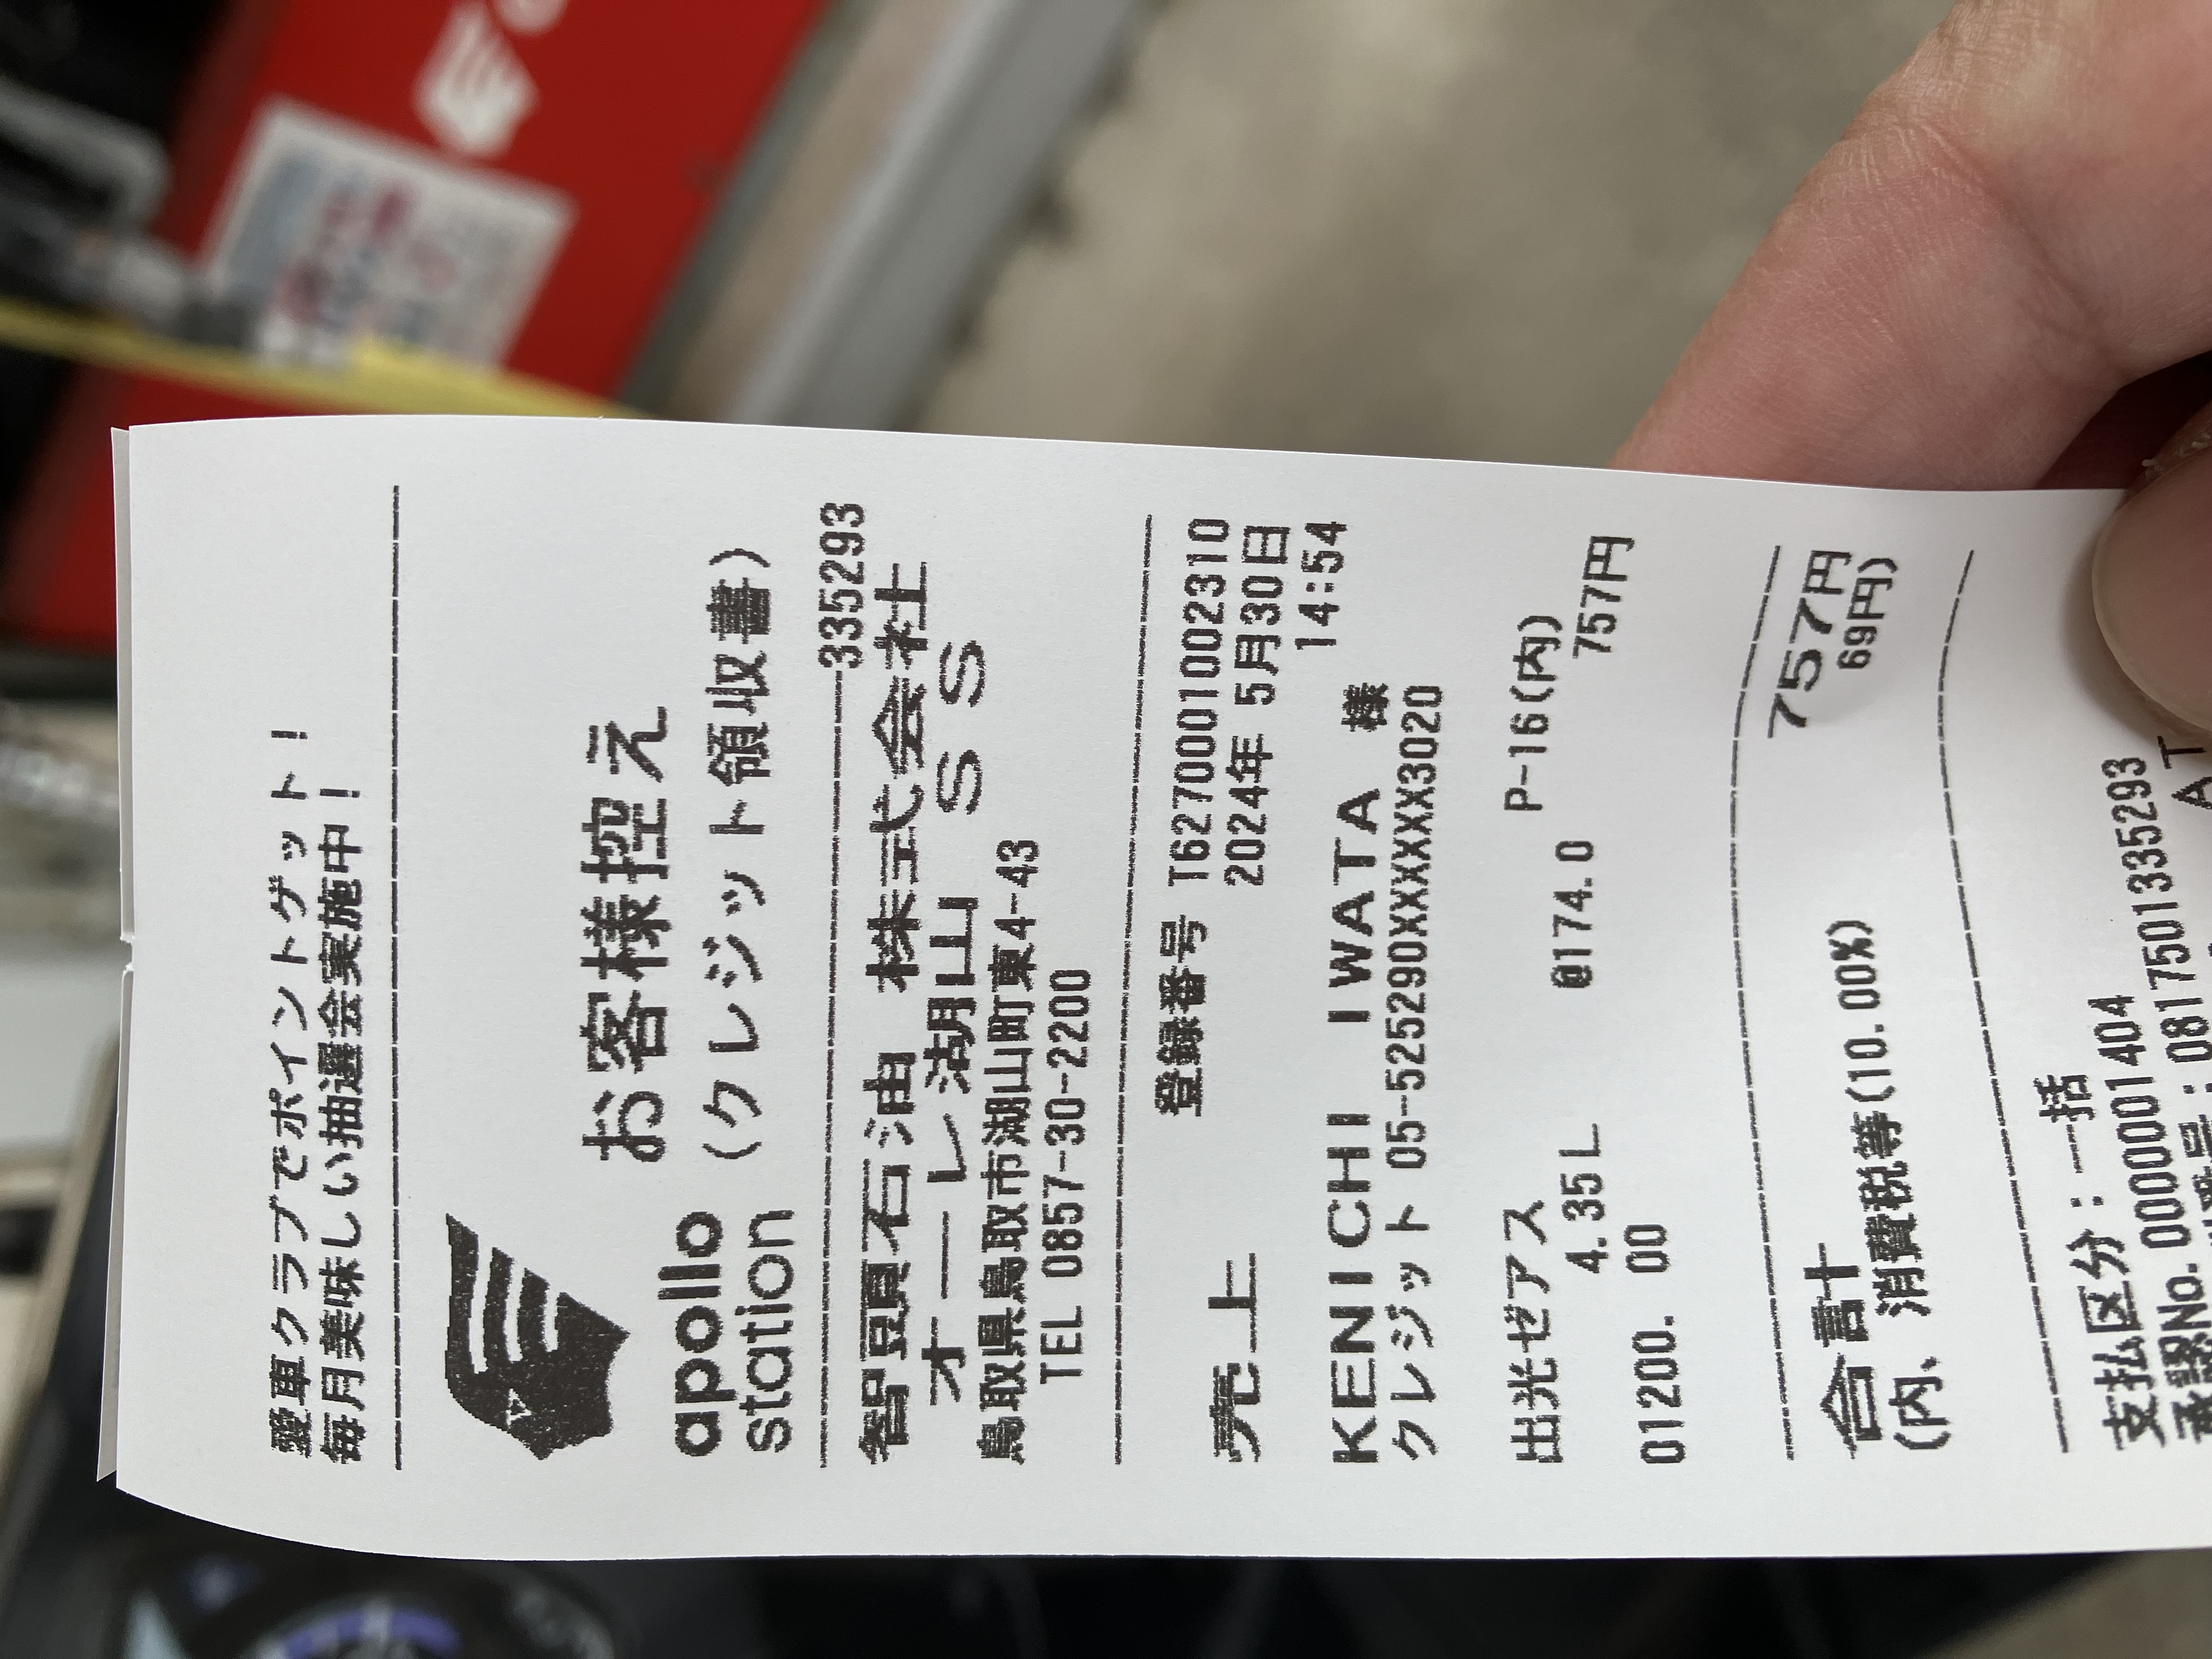 愛車クラブでポイントゲット！
毎月美味しい抽選会実施中！
apollo
station
お客様控え
(クレジット領収書)
335293
智頭石油 株式会社
オーレ湖山 SS
鳥取県鳥取市湖山町東4-43
TEL 0857-30-2200
登録番号 T6270001002310
売上
2024年 5月30日
14:54
KENICHI IWATA 様
クレジット 05-525290XXXXXX3020
出光ゼアス P-16(内)
4.35L @174.0 757円
01200. 00
合計 757円
(内、消費税等(10.00%) 69円)
支払区分：一括
承認No. 0000001404
番号：0817501335293
AT